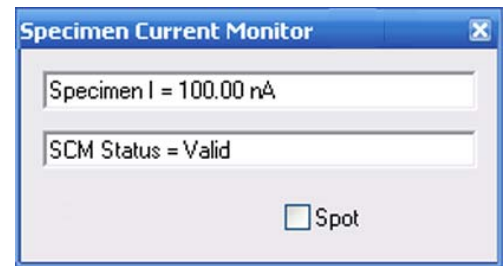 Specimen Current Monitor
Specimen I = 100.00 nA
SCM Status = Valid
Spot